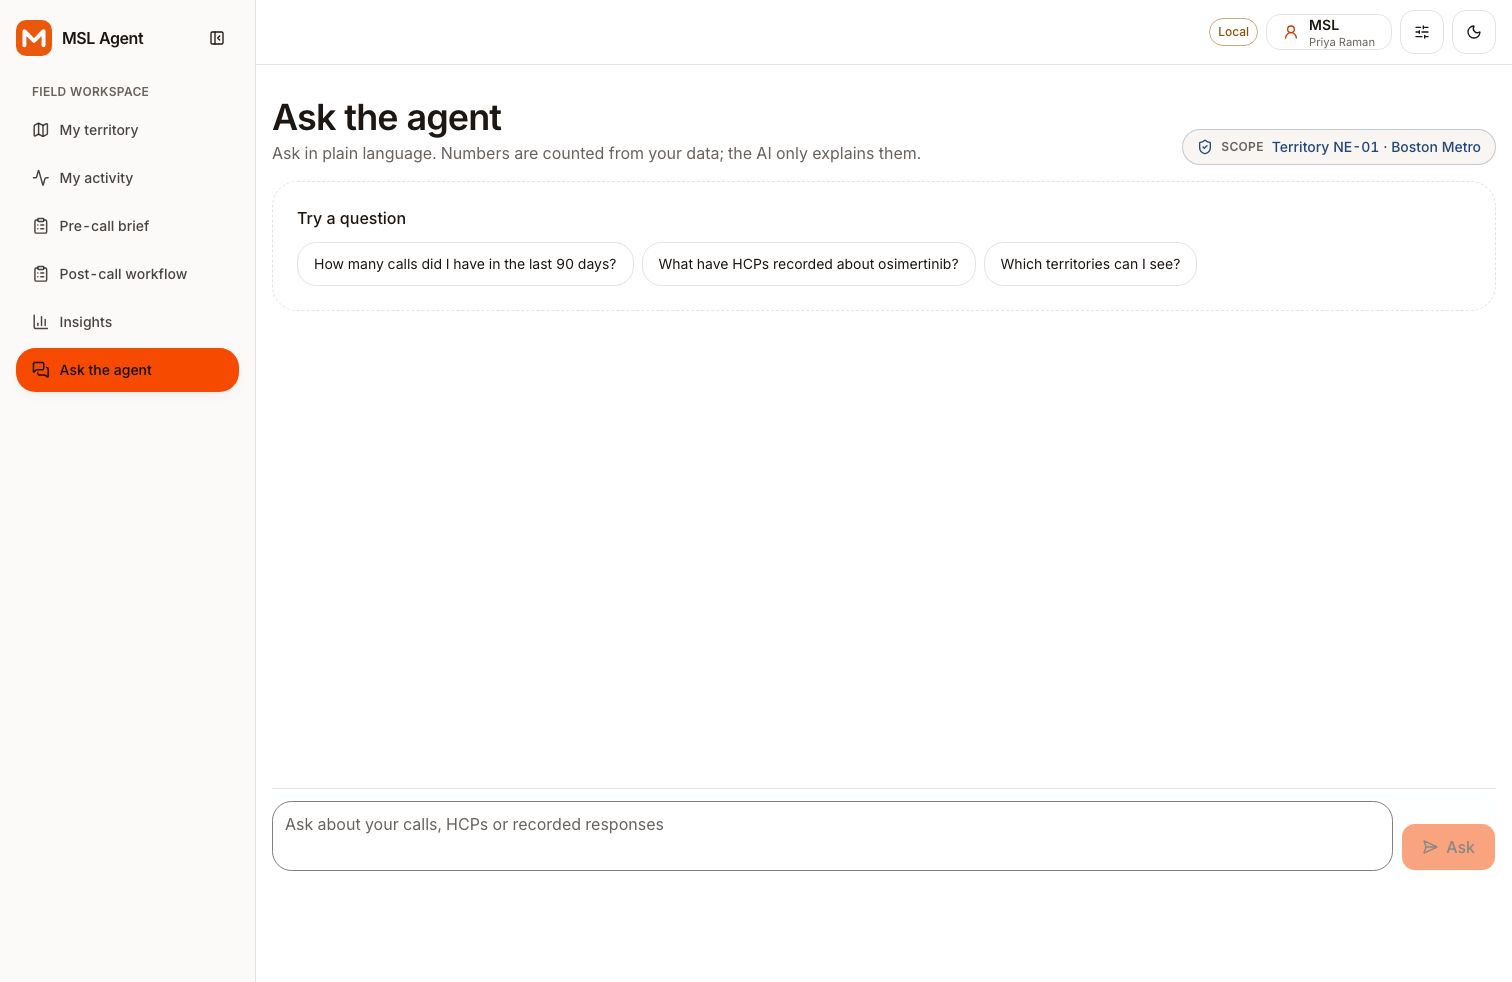 MSL Agent
FIELD WORKSPACE
My territory
My activity
Pre-call brief
Post-call workflow
Insights
Ask the agent
Local
MSL
Priya Raman
Ask the agent
Ask in plain language. Numbers are counted from your data; the AI only explains them.
SCOPE Territory NE-01 · Boston Metro
Try a question
How many calls did I have in the last 90 days?
What have HCPs recorded about osimertinib?
Which territories can I see?
Ask about your calls, HCPs or recorded responses
Ask